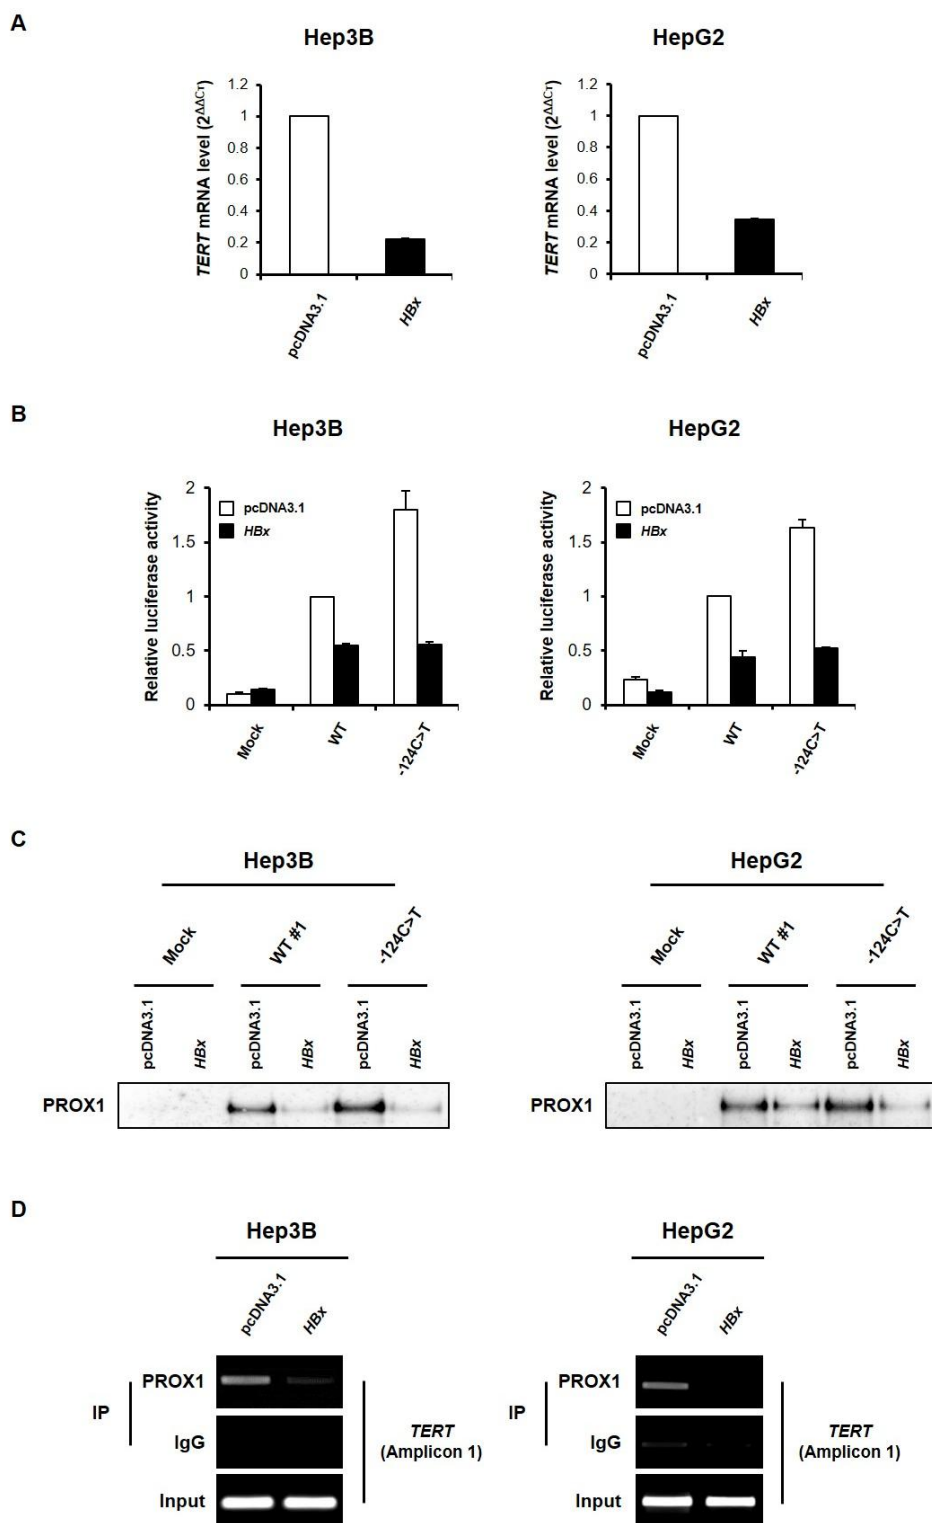 A
Hep3B
HepG2
TERT mRNA level (2ΔΔCT)
1.2
1
0.8
0.6
0.4
0.2
0
pcDNA3.1
HBx
TERT mRNA level (2ΔΔCT)
1.2
1
0.8
0.6
0.4
0.2
0
pcDNA3.1
HBx
B
Hep3B
HepG2
Relative luciferase activity
2
1.5
1
0.5
0
pcDNA3.1
HBx
Mock
WT
-124C>T
Relative luciferase activity
2
1.5
1
0.5
0
pcDNA3.1
HBx
Mock
WT
-124C>T
C
Hep3B
Mock
WT #1
-124C>T
pcDNA3.1
HBx
pcDNA3.1
HBx
pcDNA3.1
HBx
PROX1
HepG2
Mock
WT #1
-124C>T
pcDNA3.1
HBx
pcDNA3.1
HBx
pcDNA3.1
HBx
PROX1
D
Hep3B
pcDNA3.1
HBx
IP
PROX1
IgG
Input
TERT
(Amplicon 1)
HepG2
pcDNA3.1
HBx
IP
PROX1
IgG
Input
TERT
(Amplicon 1)